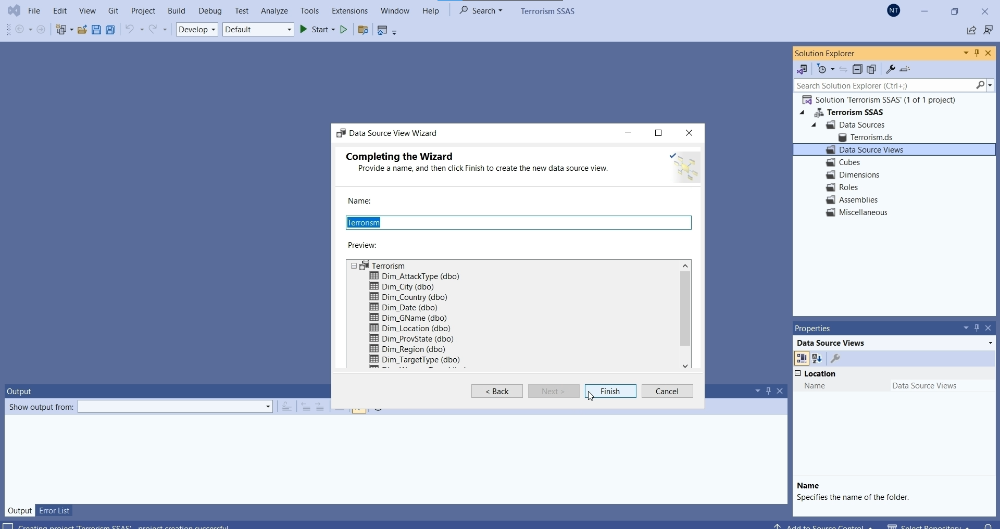 File Edit View Git Project Build Debug Test Analyze Tools Extensions Window Help Search Terrorism SSAS NT
Develop Default Start
Solution Explorer
Search Solution Explorer (Ctrl+;)
Solution 'Terrorism SSAS' (1 of 1 project)
Terrorism SSAS
Data Sources
Terrorism.ds
Data Source Views
Cubes
Dimensions
Roles
Assemblies
Miscellaneous
Data Source View Wizard
Completing the Wizard
Provide a name, and then click Finish to create the new data source view.
Name:
Terrorism
Preview:
Terrorism
Dim_AttackType (dbo)
Dim_City (dbo)
Dim_Country (dbo)
Dim_Date (dbo)
Dim_GName (dbo)
Dim_Location (dbo)
Dim_ProvState (dbo)
Dim_Region (dbo)
Dim_TargetType (dbo)
< Back Next > Finish Cancel
Properties
Data Source Views
Location
Name Data Source Views
Name
Specifies the name of the folder.
Output
Show output from:
Output Error List
Creating project 'Terrorism SSAS'... project creation successful.
Add to Source Control Select Repository